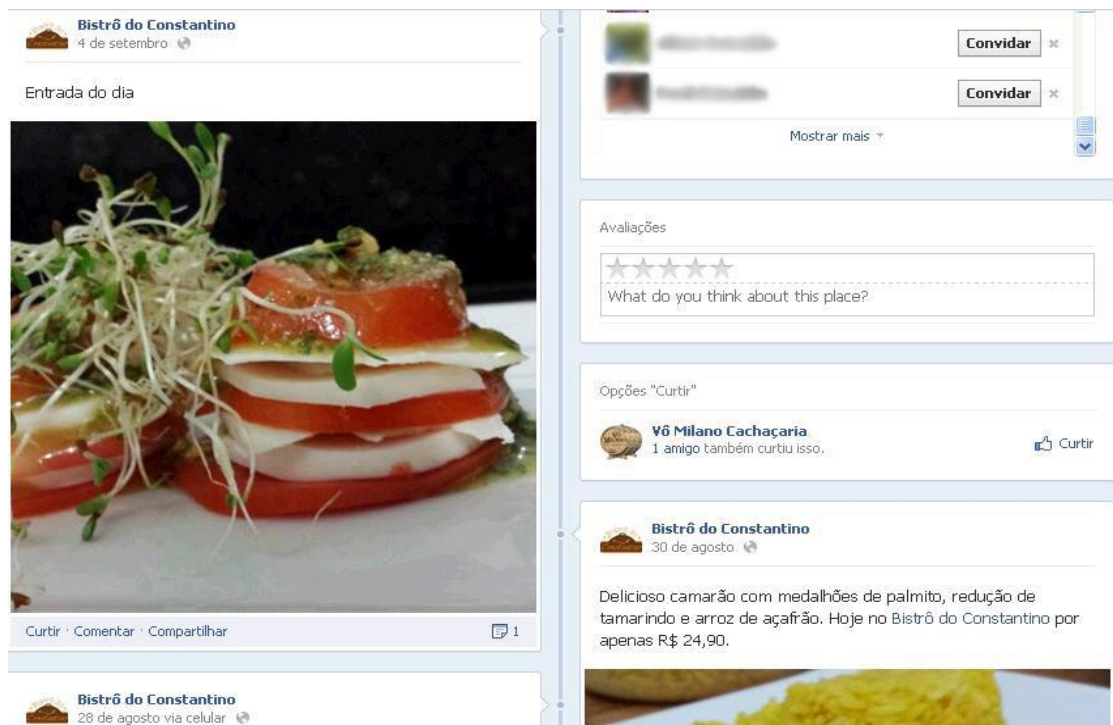 Bistrô do Constantino
4 de setembro
Entrada do dia
Curtir · Comentar · Compartilhar
1
Bistrô do Constantino
28 de agosto via celular
Convidar
Convidar
Mostrar mais
Avaliações
What do you think about this place?
Opções "Curtir"
Vô Milano Cachaçaria
1 amigo também curtiu isso.
Curtir
Bistrô do Constantino
30 de agosto
Delicioso camarão com medalhões de palmito, redução de
tamarindo e arroz de açafrão. Hoje no Bistrô do Constantino por
apenas R$ 24,90.